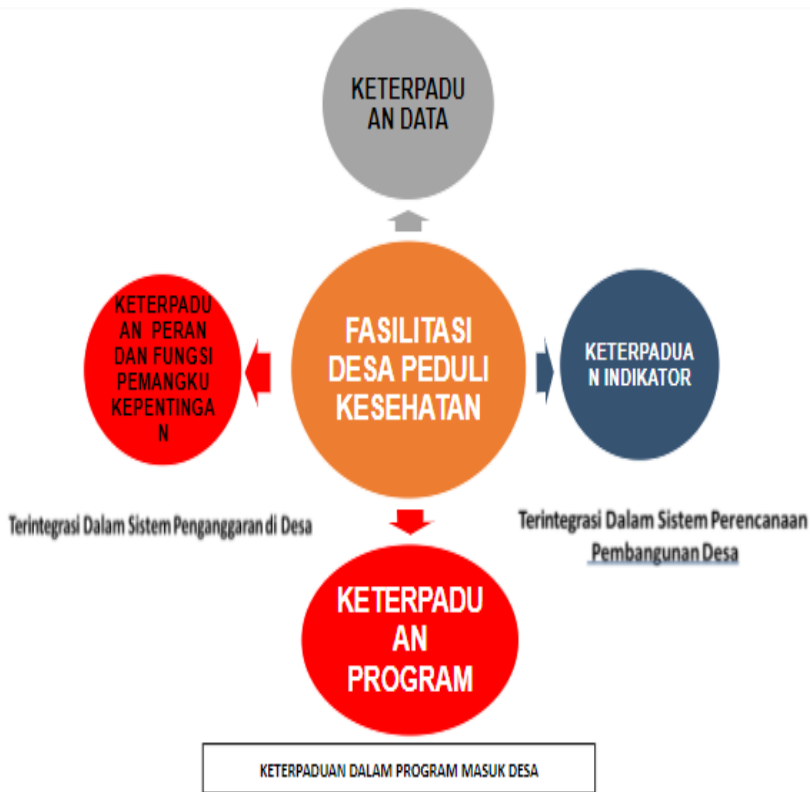 KETERPADU
AN DATA
KETERPADU
AN PERAN
DAN FUNGSI
PEMANGKU
KEPENTINGA
N
FASILITASI
DESA PEDULI
KESEHATAN
KETERPADUA
N INDIKATOR
Terintegrasi Dalam Sistem Penganggaran di Desa
Terintegrasi Dalam Sistem Perencanaan
Pembangunan Desa
KETERPADU
AN
PROGRAM
KETERPADUAN DALAM PROGRAM MASUK DESA